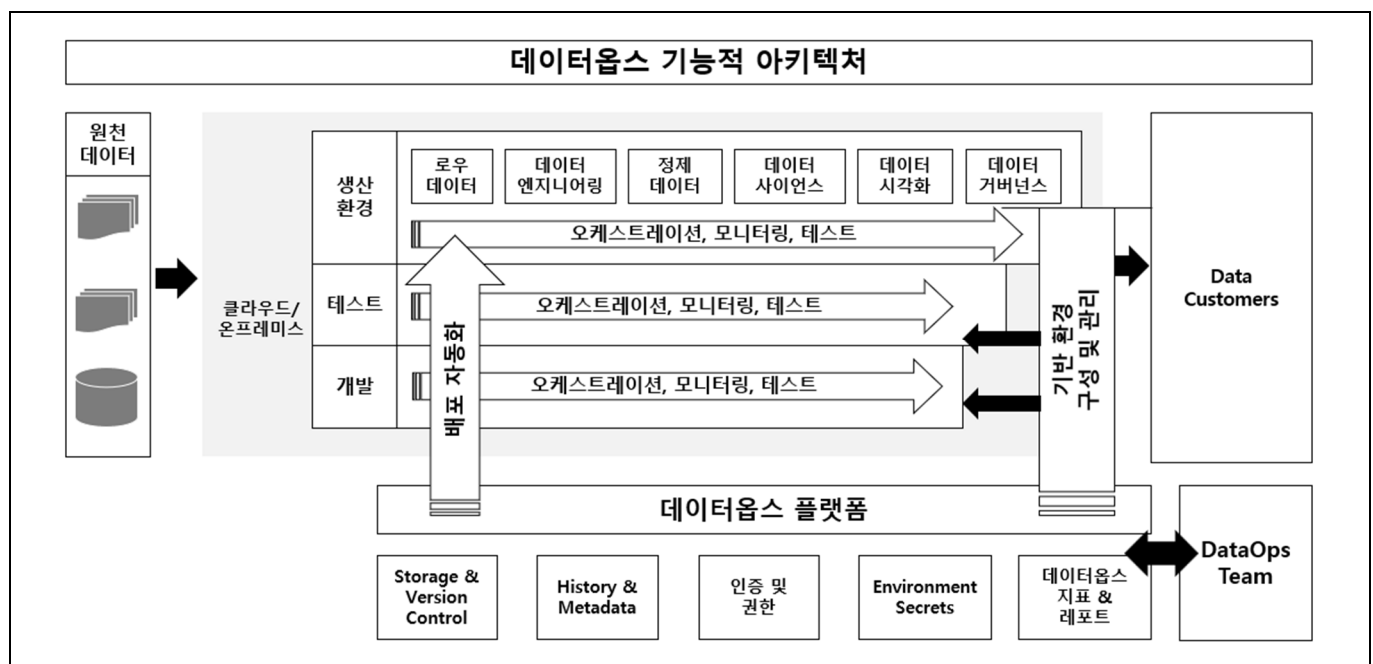 데이터옵스 기능적 아키텍처
원천
데이터
클라우드/
온프레미스
생산
환경
로우
데이터
데이터
엔지니어링
정제
데이터
데이터
사이언스
데이터
시각화
데이터
거버넌스
오케스트레이션, 모니터링, 테스트
테스트
오케스트레이션, 모니터링, 테스트
개발
오케스트레이션, 모니터링, 테스트
배포 자동화
기반 환경
구성 및 관리
Data
Customers
데이터옵스 플랫폼
Storage &
Version
Control
History &
Metadata
인증 및
권한
Environment
Secrets
데이터옵스
지표 &
레포트
DataOps
Team